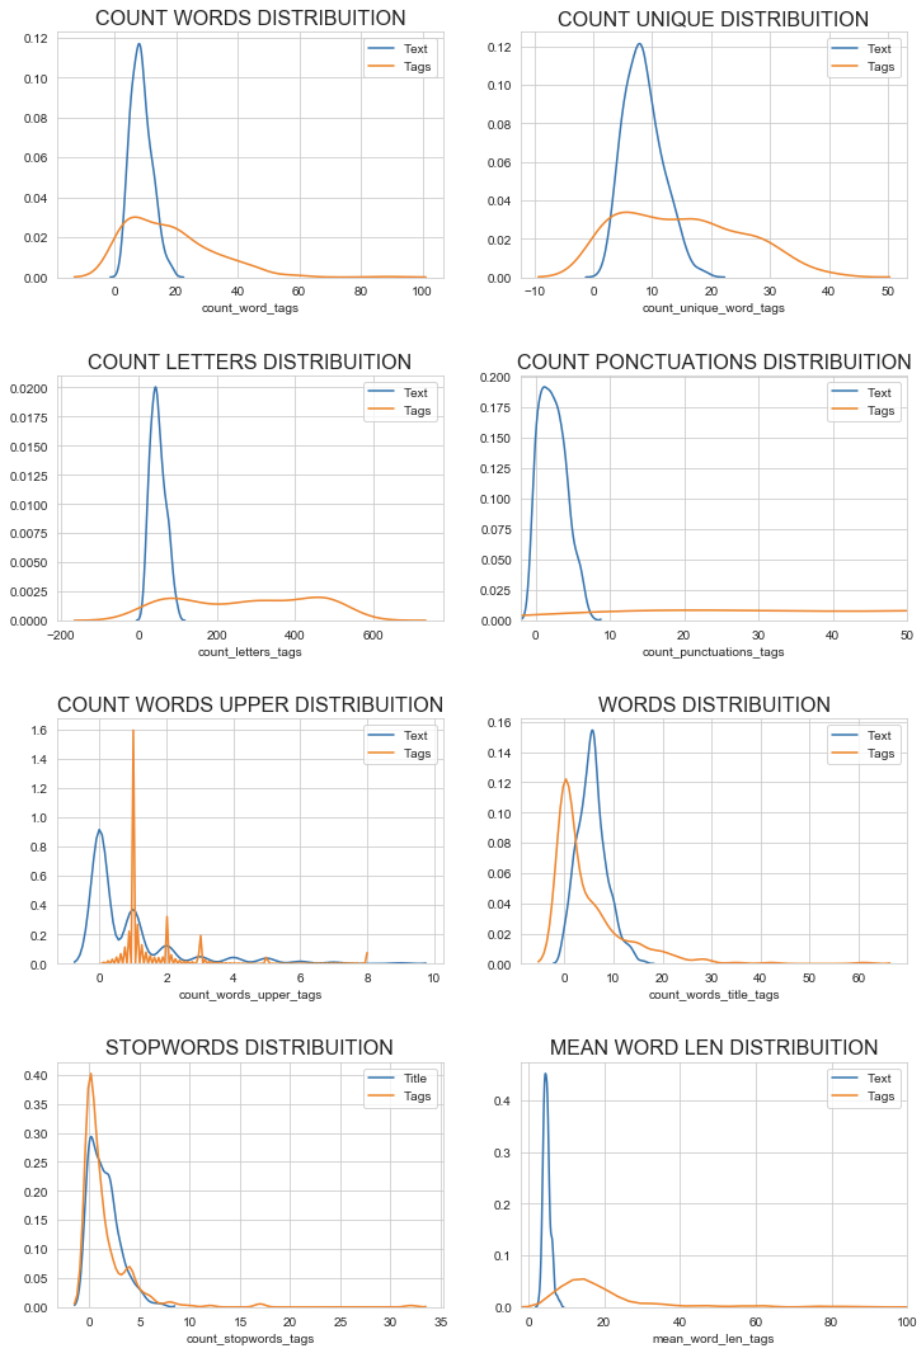 COUNT WORDS DISTRIBUITION
Text
Tags
0.12
0.10
0.08
0.06
0.04
0.02
0.00
0 20 40 60 80 100
count_word_tags
COUNT UNIQUE DISTRIBUITION
Text
Tags
0.12
0.10
0.08
0.06
0.04
0.02
0.00
−10 0 10 20 30 40 50
count_unique_word_tags
COUNT LETTERS DISTRIBUITION
Text
Tags
0.0200
0.0175
0.0150
0.0125
0.0100
0.0075
0.0050
0.0025
0.0000
−200 0 200 400 600
count_letters_tags
COUNT PONCTUATIONS DISTRIBUITION
Text
Tags
0.200
0.175
0.150
0.125
0.100
0.075
0.050
0.025
0.000
0 10 20 30 40 50
count_punctuations_tags
COUNT WORDS UPPER DISTRIBUITION
Text
Tags
1.6
1.4
1.2
1.0
0.8
0.6
0.4
0.2
0.0
0 2 4 6 8 10
count_words_upper_tags
WORDS DISTRIBUITION
Text
Tags
0.16
0.14
0.12
0.10
0.08
0.06
0.04
0.02
0.00
0 10 20 30 40 50 60
count_words_title_tags
STOPWORDS DISTRIBUITION
Title
Tags
0.40
0.35
0.30
0.25
0.20
0.15
0.10
0.05
0.00
0 5 10 15 20 25 30 35
count_stopwords_tags
MEAN WORD LEN DISTRIBUITION
Text
Tags
0.4
0.3
0.2
0.1
0.0
0 20 40 60 80 100
mean_word_len_tags